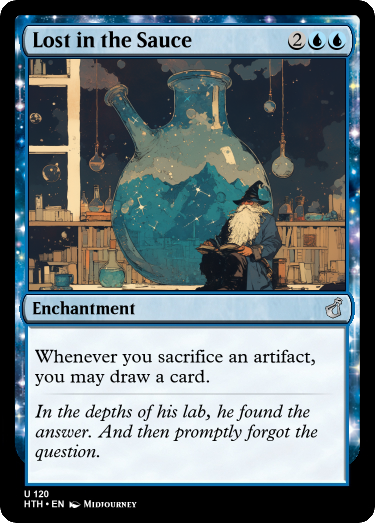 Lost in the Sauce 2
Enchantment
Whenever you sacrifice an artifact,
you may draw a card.
In the depths of his lab, he found the
answer. And then promptly forgot the
question.
U 120
HTH • EN Midjourney